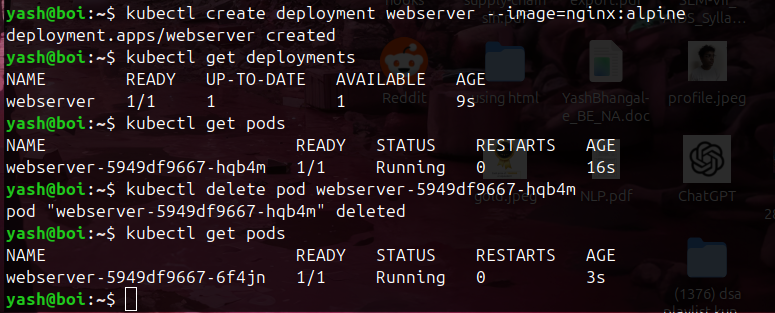 yash@boi:~$ kubectl create deployment webserver --image=nginx:alpine
deployment.apps/webserver created
yash@boi:~$ kubectl get deployments
NAME READY UP-TO-DATE AVAILABLE AGE
webserver 1/1 1 1 9s
yash@boi:~$ kubectl get pods
NAME READY STATUS RESTARTS AGE
webserver-5949df9667-hqb4m 1/1 Running 0 16s
yash@boi:~$ kubectl delete pod webserver-5949df9667-hqb4m
pod "webserver-5949df9667-hqb4m" deleted
yash@boi:~$ kubectl get pods
NAME READY STATUS RESTARTS AGE
webserver-5949df9667-6f4jn 1/1 Running 0 3s
yash@boi:~$
Reddit
using html
YashBhangal-
e_BE_NA.doc
profile.jpeg
gold.jpeg
NLP.pdf
ChatGPT
(1376) dsa